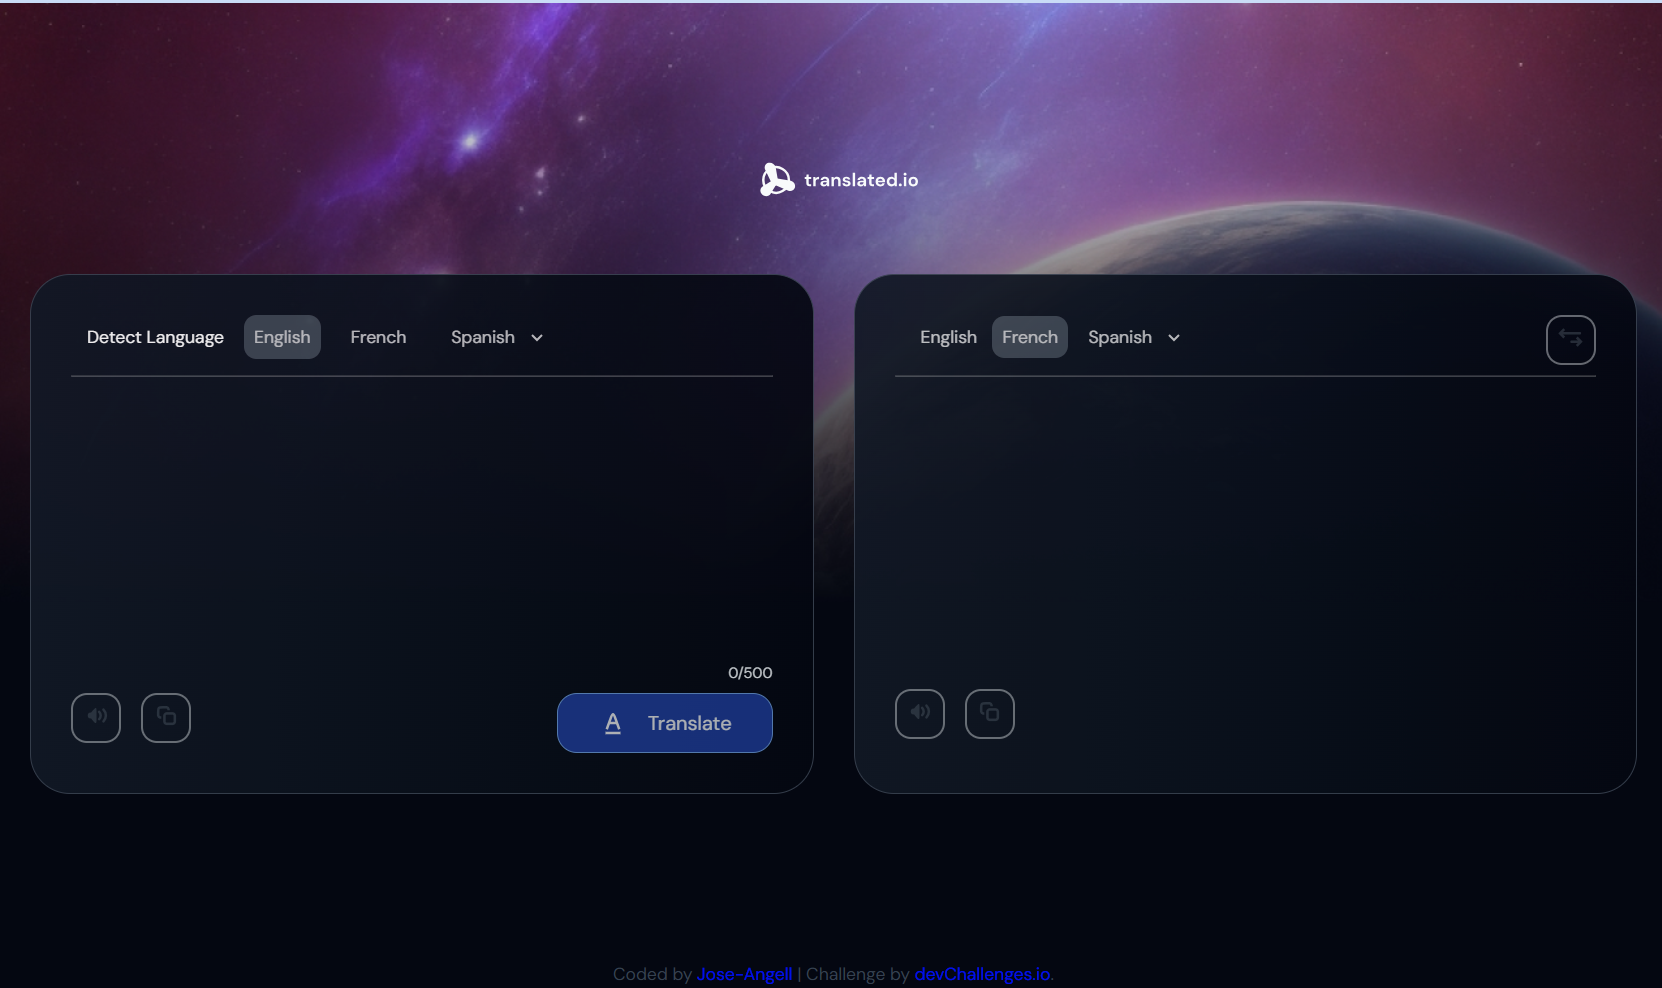 translated.io
Detect Language English French Spanish
English French Spanish
0/500
Translate
Coded by Jose-Angell | Challenge by devChallenges.io.